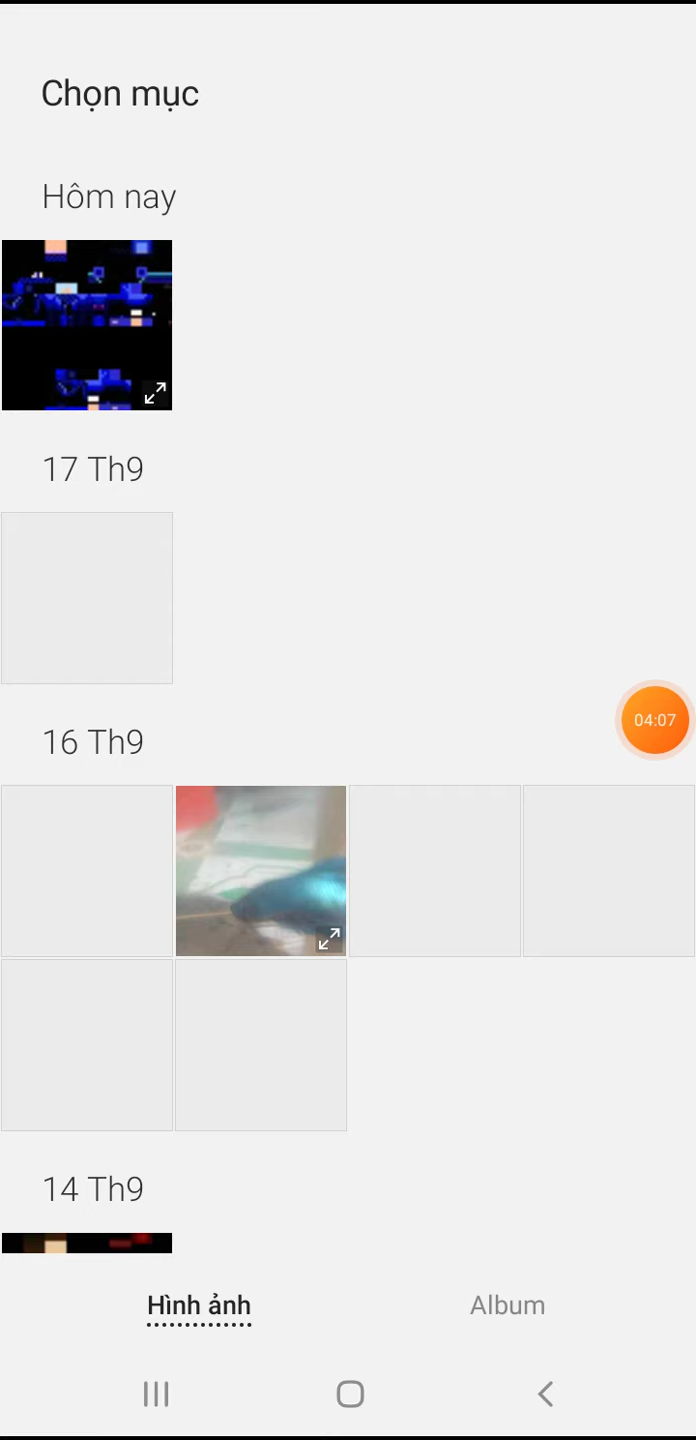 Chọn mục
Hôm nay
17 Th9
04:07
16 Th9
14 Th9
Hình ảnh
Album